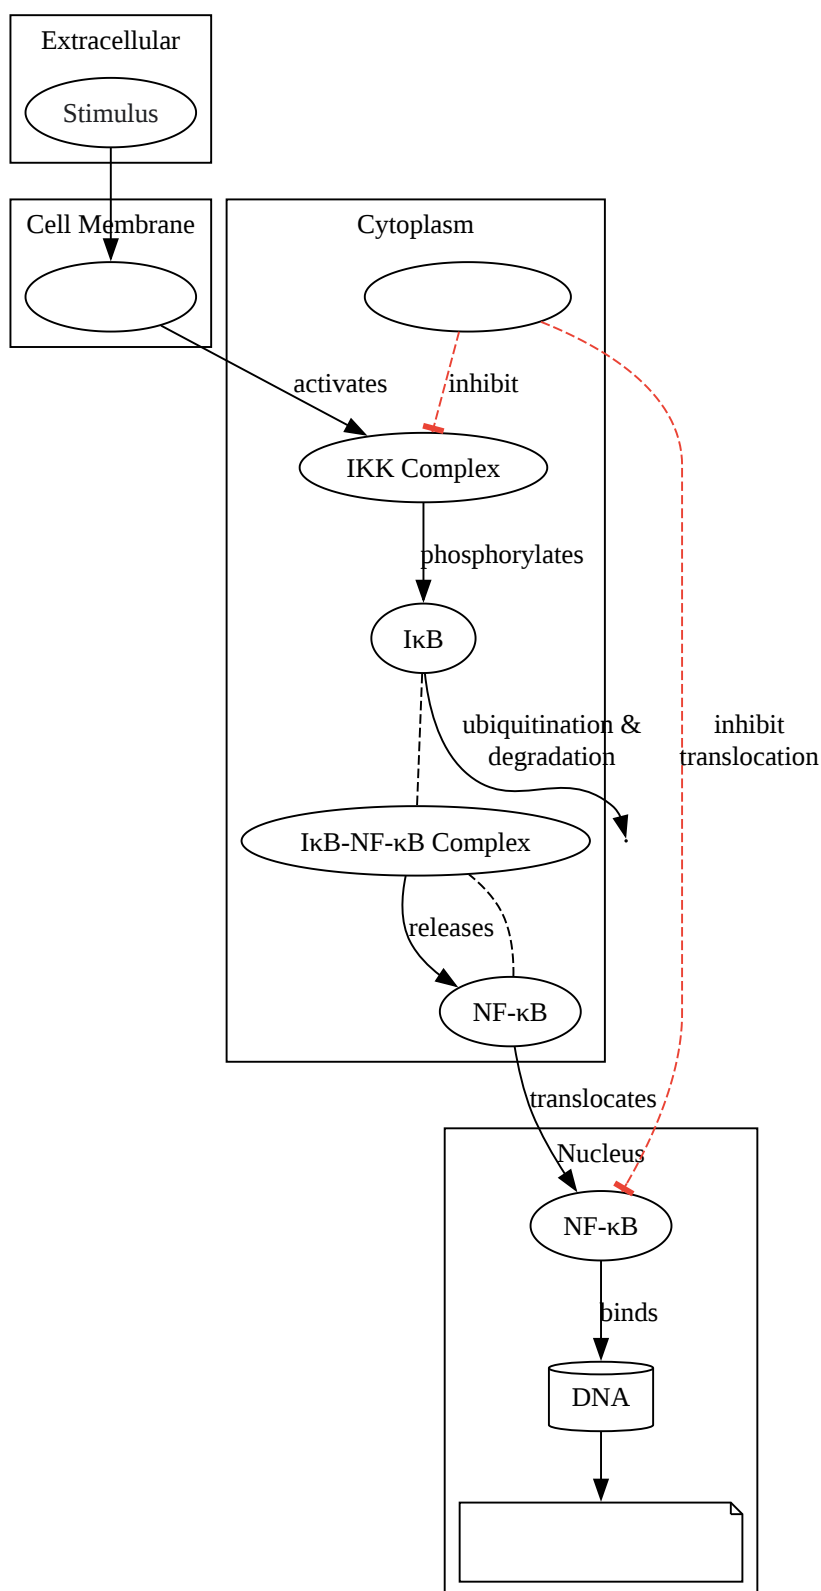 Extracellular
Stimulus
Cell Membrane
Cytoplasm
activates
inhibit
IKK Complex
phosphorylates
IκB
ubiquitination &
degradation
inhibit
translocation
IκB-NF-κB Complex
releases
NF-κB
translocates
Nucleus
NF-κB
binds
DNA